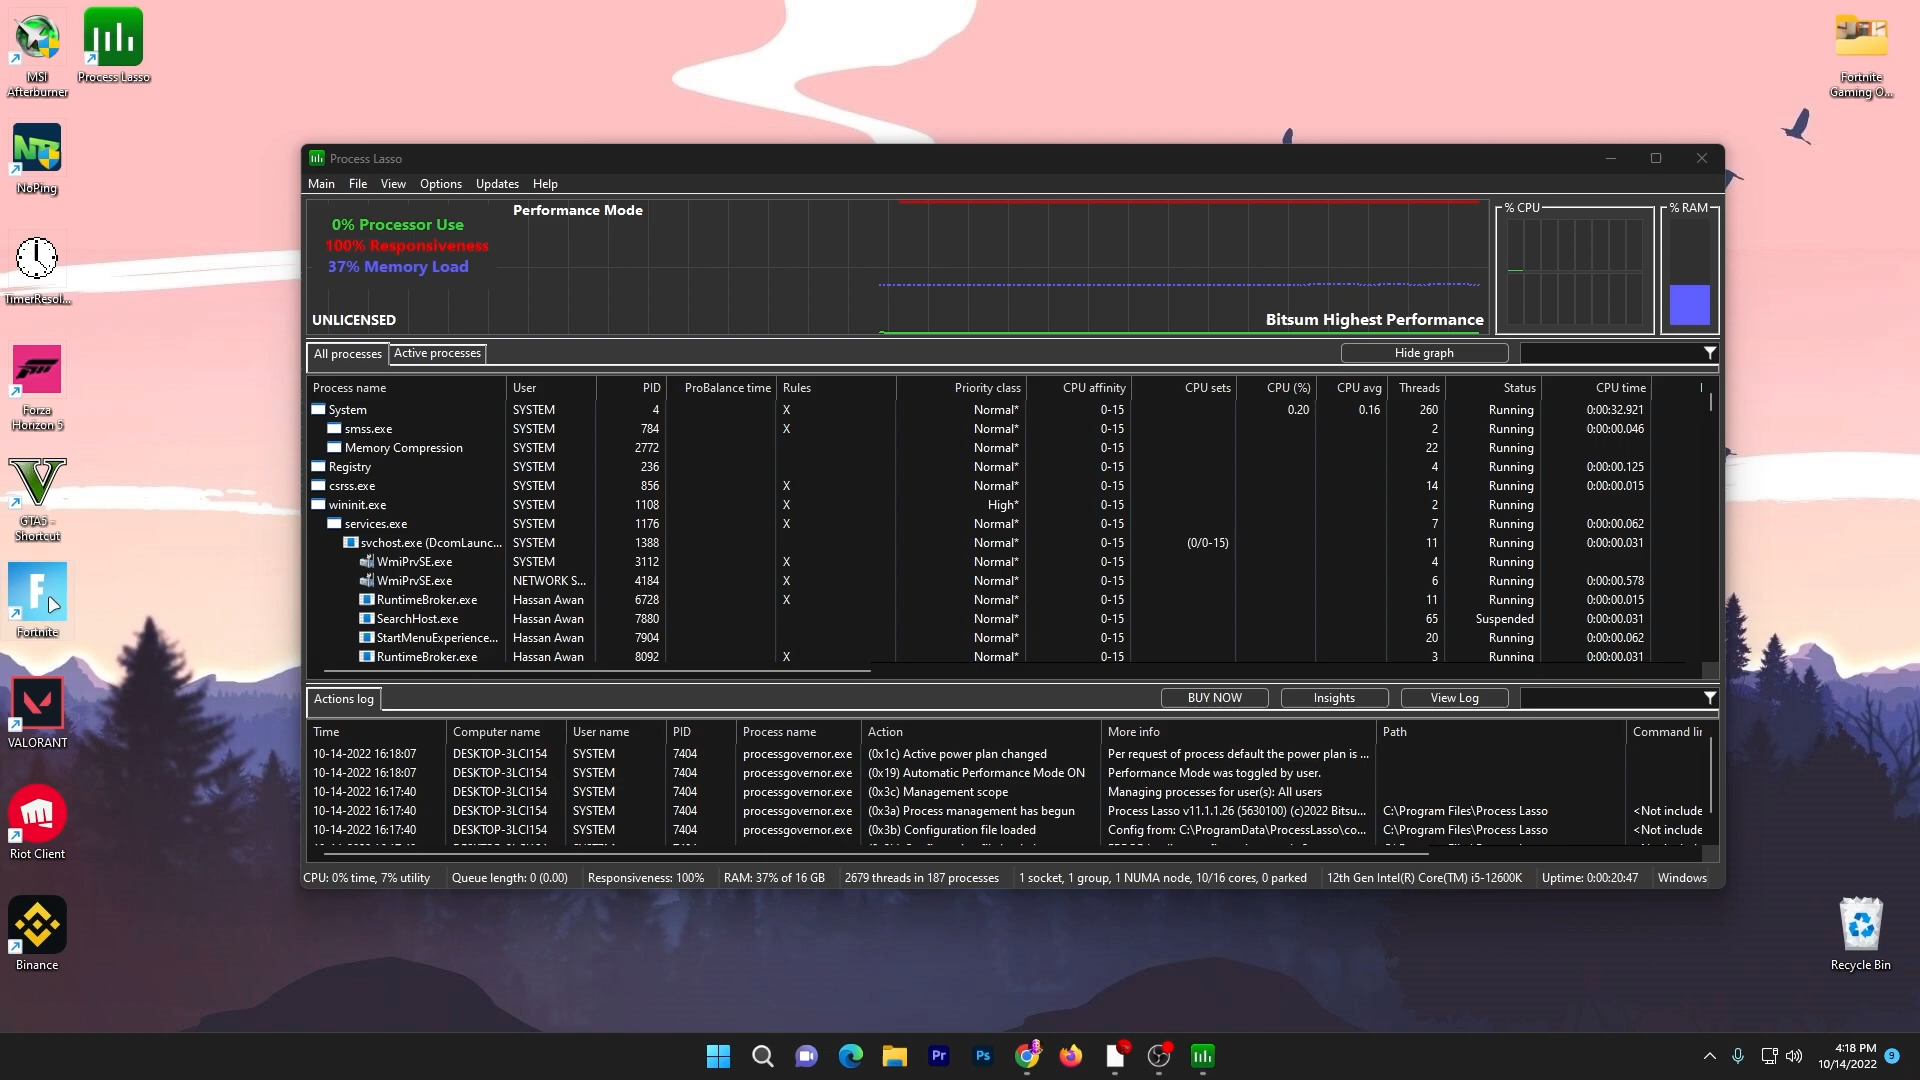 MSI
Afterburner
Process Lasso
NoPing
TimerResol...
Forza
Horizon 5
GTA5 -
Shortcut
Fortnite
VALORANT
Riot Client
Binance
Fortnite
Gaming O...
Recycle Bin
Process Lasso
Main File View Options Updates Help
Performance Mode
0% Processor Use
100% Responsiveness
37% Memory Load
UNLICENSED
Bitsum Highest Performance
% CPU
% RAM
All processes Active processes Hide graph
Process name User PID ProBalance time Rules Priority class CPU affinity CPU sets CPU (%) CPU avg Threads Status CPU time
System SYSTEM 4 X Normal* 0-15 0.20 0.16 260 Running 0:00:32.921
smss.exe SYSTEM 784 X Normal* 0-15 2 Running 0:00:00.046
Memory Compression SYSTEM 2772 Normal* 0-15 22 Running
Registry SYSTEM 236 Normal* 0-15 4 Running 0:00:00.125
csrss.exe SYSTEM 856 X Normal* 0-15 14 Running 0:00:00.015
wininit.exe SYSTEM 1108 X High* 0-15 2 Running
services.exe SYSTEM 1176 X Normal* 0-15 7 Running 0:00:00.062
svchost.exe (DcomLaunc... SYSTEM 1388 Normal* 0-15 (0/0-15) 11 Running 0:00:00.031
WmiPrvSE.exe SYSTEM 3112 X Normal* 0-15 4 Running
WmiPrvSE.exe NETWORK S... 4184 X Normal* 0-15 6 Running 0:00:00.578
RuntimeBroker.exe Hassan Awan 6728 X Normal* 0-15 11 Running 0:00:00.015
SearchHost.exe Hassan Awan 7880 Normal* 0-15 65 Suspended 0:00:00.031
StartMenuExperience... Hassan Awan 7904 Normal* 0-15 20 Running 0:00:00.062
RuntimeBroker.exe Hassan Awan 8092 X Normal* 0-15 3 Running 0:00:00.031
Actions log BUY NOW Insights View Log
Time Computer name User name PID Process name Action More info Path Command lir
10-14-2022 16:18:07 DESKTOP-3LCI154 SYSTEM 7404 processgovernor.exe (0x1c) Active power plan changed Per request of process default the power plan is ...
10-14-2022 16:18:07 DESKTOP-3LCI154 SYSTEM 7404 processgovernor.exe (0x19) Automatic Performance Mode ON Performance Mode was toggled by user.
10-14-2022 16:17:40 DESKTOP-3LCI154 SYSTEM 7404 processgovernor.exe (0x3c) Management scope Managing processes for user(s): All users
10-14-2022 16:17:40 DESKTOP-3LCI154 SYSTEM 7404 processgovernor.exe (0x3a) Process management has begun Process Lasso v11.1.1.26 (5630100) (c)2022 Bitsu... C:\Program Files\Process Lasso <Not include
10-14-2022 16:17:40 DESKTOP-3LCI154 SYSTEM 7404 processgovernor.exe (0x3b) Configuration file loaded Config from: C:\ProgramData\ProcessLasso\co... C:\Program Files\Process Lasso <Not include
CPU: 0% time, 7% utility Queue length: 0 (0.00) Responsiveness: 100% RAM: 37% of 16 GB 2679 threads in 187 processes 1 socket, 1 group, 1 NUMA node, 10/16 cores, 0 parked 12th Gen Intel(R) Core(TM) i5-12600K Uptime: 0:00:20:47 Windows
Pr Ps
4:18 PM
10/14/2022
9